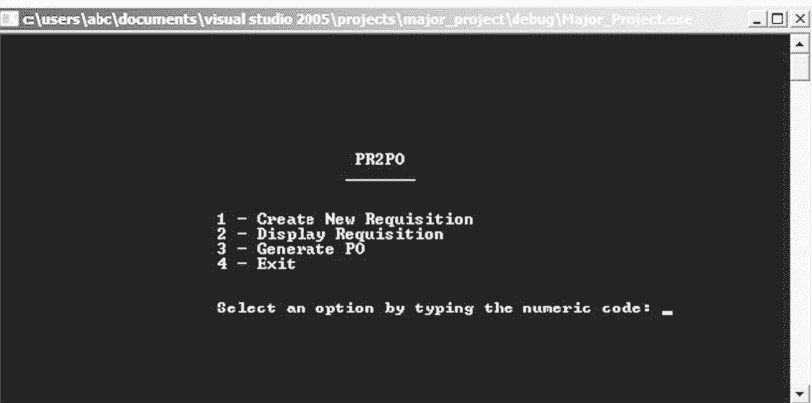 c:\users\abc\documents\visual studio 2005\projects\major_project\debug\Major_Project.exe
PR2PO
1 - Create New Requisition
2 - Display Requisition
3 - Generate PO
4 - Exit
Select an option by typing the numeric code: _